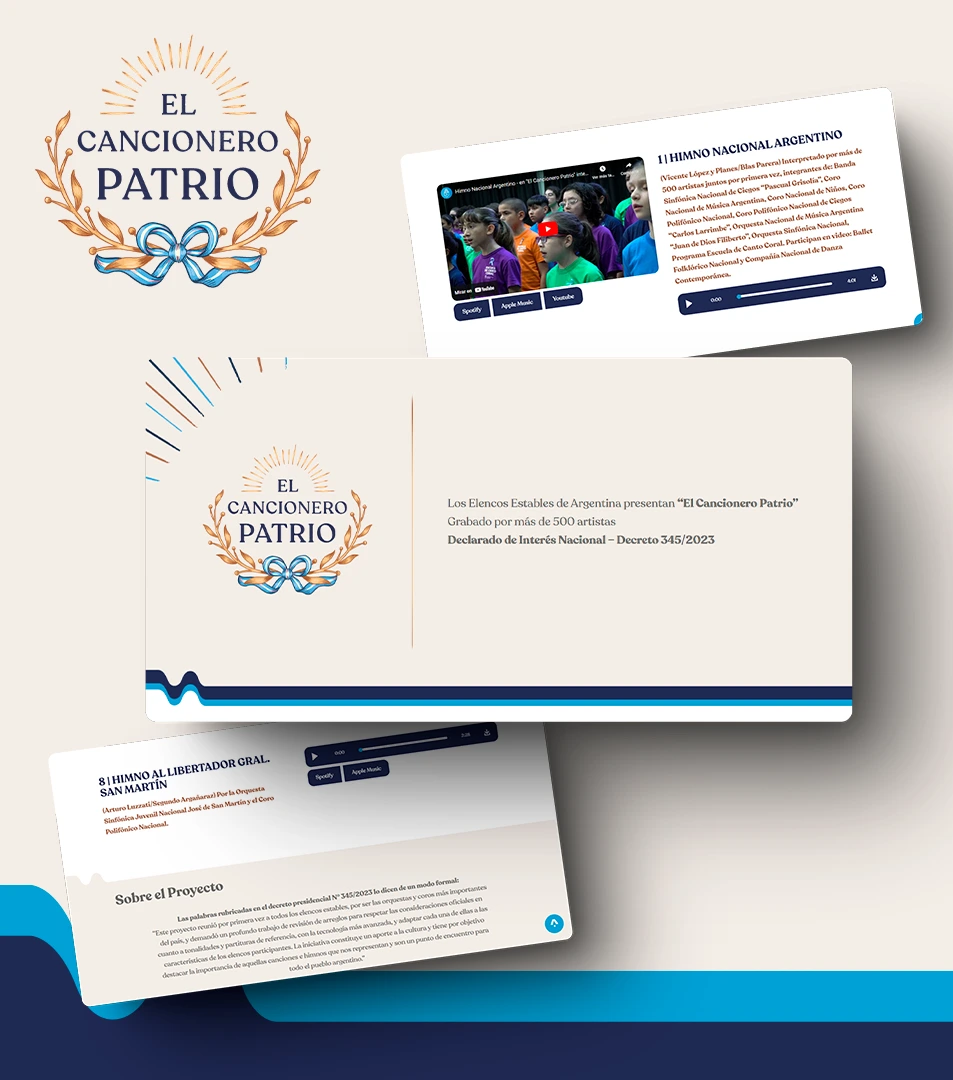 EL
CANCIONERO
PATRIO
Himno Nacional Argentino - en "El Cancionero Patrio" inte...
Mirar en YouTube
Spotify
Apple Music
Youtube
1 | HIMNO NACIONAL ARGENTINO
(Vicente López y Planes/Blas Parera) Interpretado por más de
500 artistas juntos por primera vez, integrantes de: Banda
Sinfónica Nacional de Ciegos “Pascual Grisolía”, Coro
Nacional de Música Argentina, Coro Nacional de Niños, Coro
Polifónico Nacional, Coro Polifónico Nacional de Ciegos
“Carlos Larrimbe”, Orquesta Nacional de Música Argentina
“Juan de Dios Filiberto”, Orquesta Sinfónica Nacional,
Programa Escuela de Canto Coral. Participan en video: Ballet
Folklórico Nacional y Compañía Nacional de Danza
Contemporánea.
0:00
4:01
EL
CANCIONERO
PATRIO
Los Elencos Estables de Argentina presentan “El Cancionero Patrio”
Grabado por más de 500 artistas
Declarado de Interés Nacional – Decreto 345/2023
8 | HIMNO AL LIBERTADOR GRAL.
SAN MARTÍN
(Arturo Luzzati/Segundo Argañaraz) Por la Orquesta
Sinfónica Juvenil Nacional José de San Martín y el Coro
Polifónico Nacional.
0:00
Spotify
Apple Music
Sobre el Proyecto
Las palabras rubricadas en el decreto presidencial N° 345/2023 lo dicen de un modo formal:
“Este proyecto reunió por primera vez a todos los elencos estables, por ser las orquestas y coros más importantes
del país, y demandó un profundo trabajo de revisión de arreglos para respetar las consideraciones oficiales en
cuanto a tonalidades y partituras de referencia, con la tecnología más avanzada, y adaptar cada una de ellas a las
características de los elencos participantes. La iniciativa constituye un aporte a la cultura y tiene por objetivo
destacar la importancia de aquellas canciones e himnos que nos representan y son un punto de encuentro para
todo el pueblo argentino.”